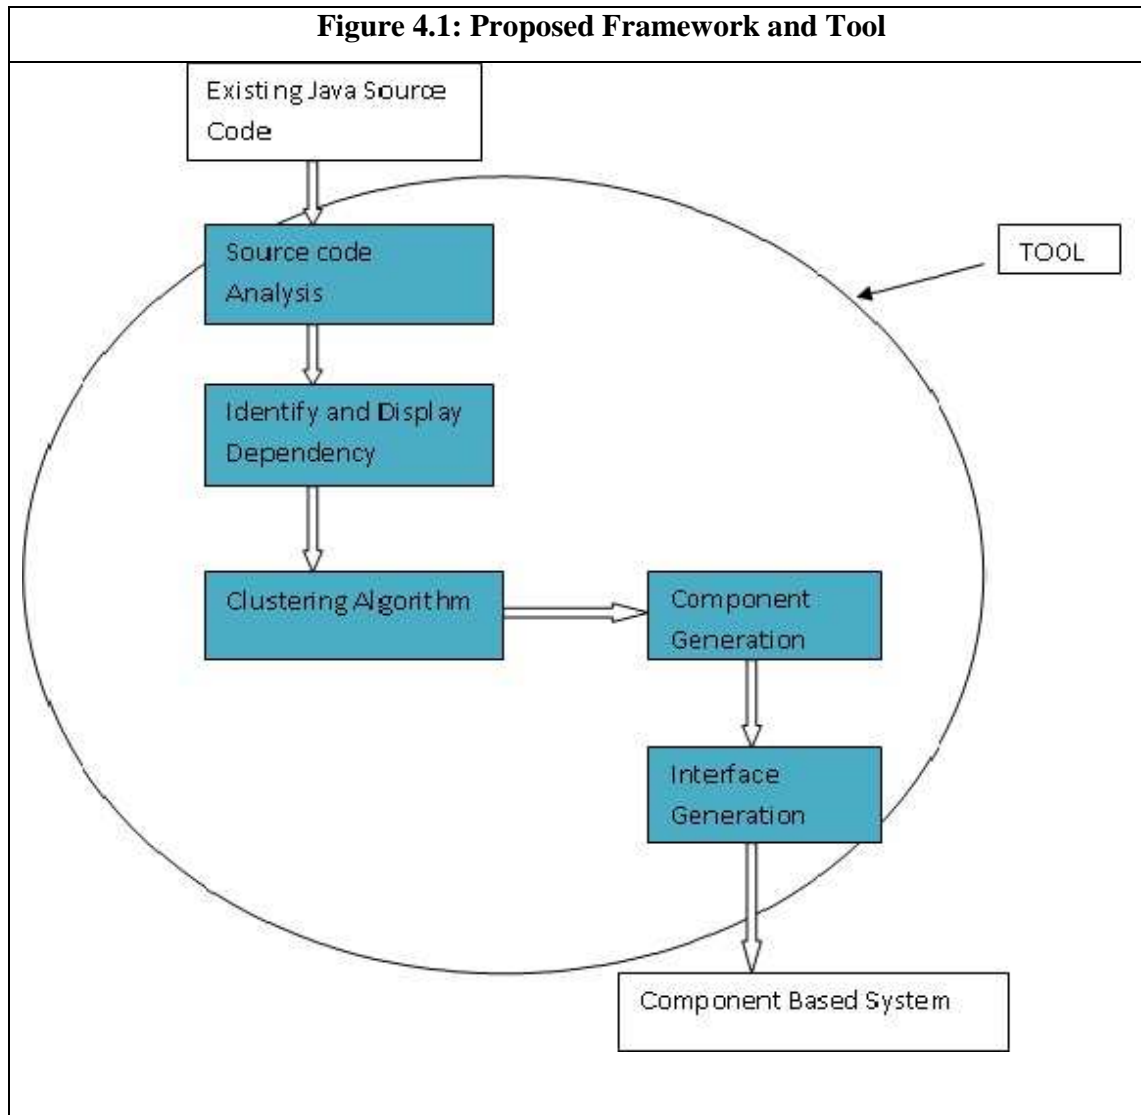 Figure 4.1: Proposed Framework and Tool
Existing Java Source
Code
Source code
Analysis
TOOL
Identify and Display
Dependency
Clustering Algorithm
Component
Generation
Interface
Generation
Component Based System